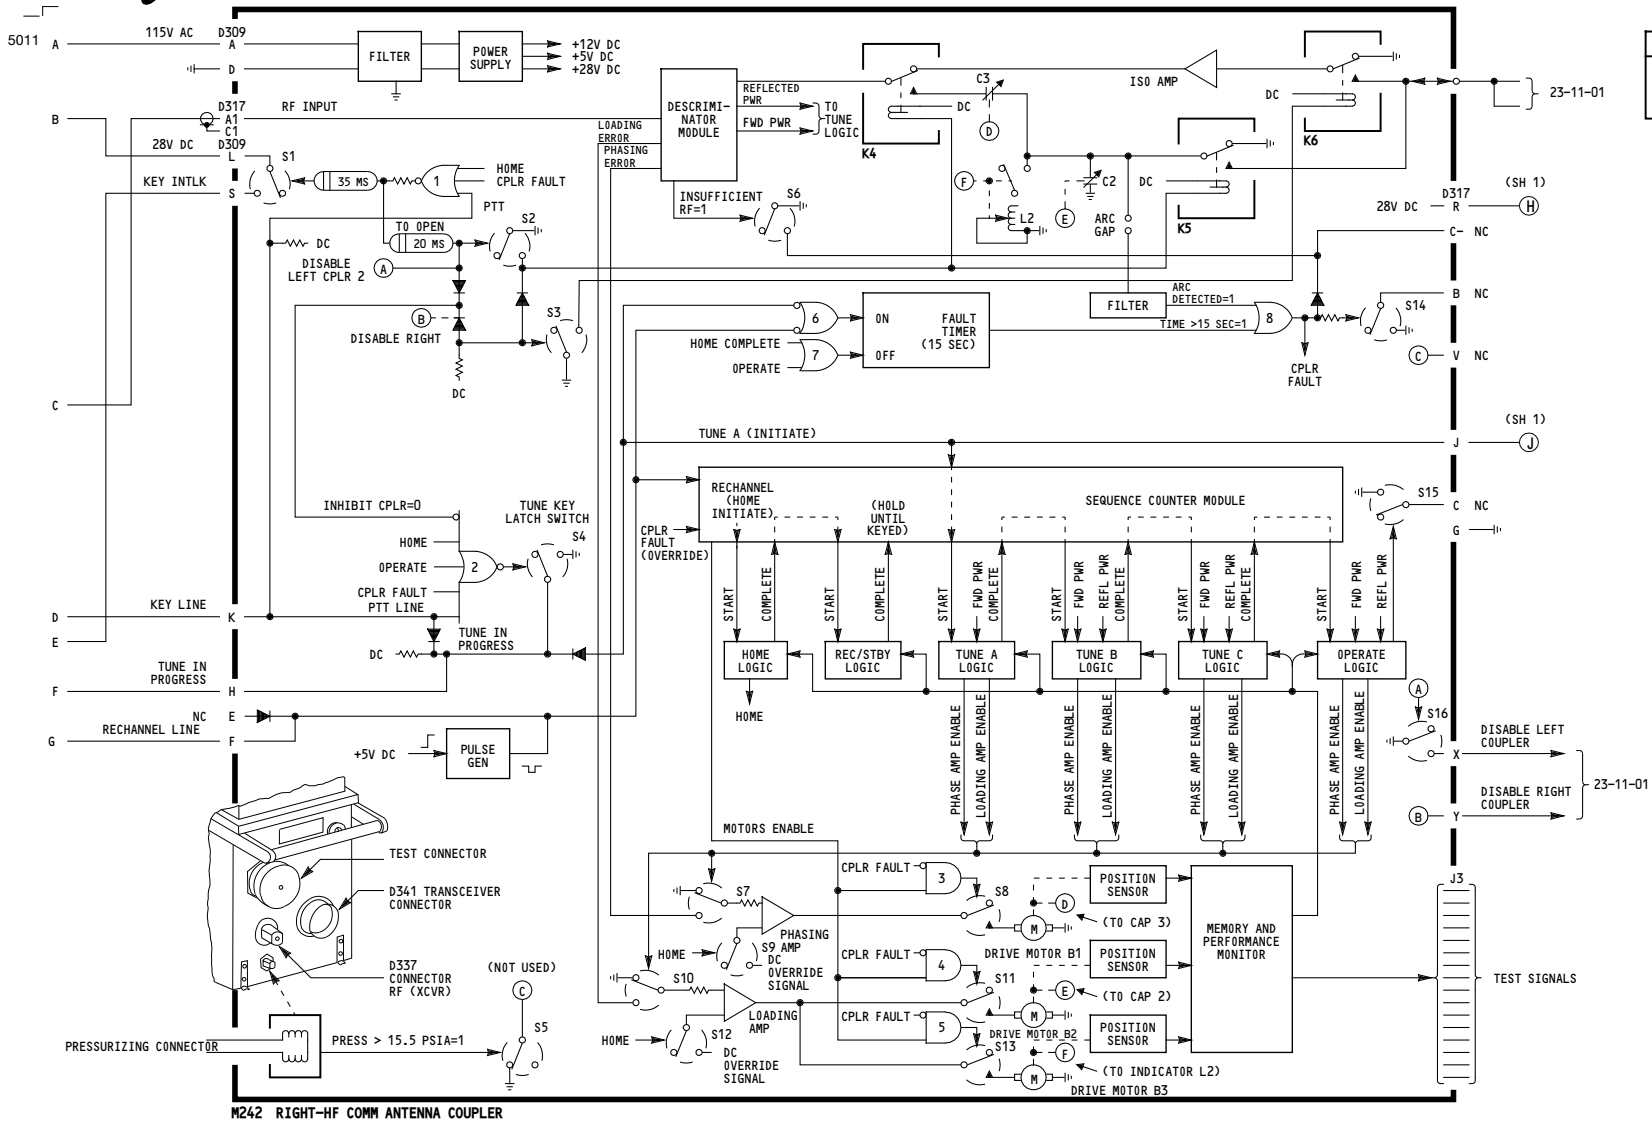 5011
A
115V AC
D309
A
D
FILTER
POWER
SUPPLY
+12V DC
+5V DC
+28V DC
B
D317
A1
C1
D309
RF INPUT
28V DC
L
S1
KEY INTLK
S
35 MS
1
HOME
CPLR FAULT
PTT
TO OPEN
20 MS
S2
DC
DISABLE
LEFT CPLR 2
A
B
DISABLE RIGHT
DC
S3
DESCRIMI-
NATOR
MODULE
REFLECTED
PWR
FWD PWR
TO
TUNE
LOGIC
LOADING
ERROR
PHASING
ERROR
INSUFFICIENT
RF=1
S6
K4
DC
C3
D
ISO AMP
F
L2
E
C2
ARC
GAP
DC
K5
DC
K6
23-11-01
D317
R
28V DC
(SH 1)
H
C- NC
B NC
S14
C
V NC
6
ON
FAULT
TIMER
(15 SEC)
OFF
HOME COMPLETE
OPERATE
7
FILTER
ARC
DETECTED=1
TIME >15 SEC=1
8
CPLR
FAULT
C
TUNE A (INITIATE)
(SH 1)
J
J
RECHANNEL
(HOME
INITIATE)
(HOLD
UNTIL
KEYED)
SEQUENCE COUNTER MODULE
CPLR
FAULT
(OVERRIDE)
S15
C NC
G
INHIBIT CPLR=0
TUNE KEY
LATCH SWITCH
HOME
OPERATE
2
S4
CPLR FAULT
PTT LINE
D
KEY LINE
K
E
TUNE IN
PROGRESS
DC
TUNE IN
PROGRESS
F
H
NC
E
RECHANNEL LINE
G
F
+5V DC
PULSE
GEN
START
COMPLETE
START
COMPLETE
START
FWD PWR
COMPLETE
START
FWD PWR
REFL PWR
COMPLETE
START
FWD PWR
REFL PWR
COMPLETE
START
FWD PWR
REFL PWR
HOME
LOGIC
REC/STBY
LOGIC
TUNE A
LOGIC
TUNE B
LOGIC
TUNE C
LOGIC
OPERATE
LOGIC
HOME
PHASE AMP ENABLE
LOADING AMP ENABLE
PHASE AMP ENABLE
LOADING AMP ENABLE
PHASE AMP ENABLE
LOADING AMP ENABLE
PHASE AMP ENABLE
LOADING AMP ENABLE
A
S16
X
DISABLE LEFT
COUPLER
23-11-01
B
Y
DISABLE RIGHT
COUPLER
MOTORS ENABLE
TEST CONNECTOR
D341 TRANSCEIVER
CONNECTOR
D337
CONNECTOR
RF (XCVR)
(NOT USED)
C
S5
PRESSURIZING CONNECTOR
PRESS > 15.5 PSIA=1
S7
HOME
S9
PHASING
AMP
DC
OVERRIDE
SIGNAL
S10
LOADING
AMP
HOME
S12
DC
OVERRIDE
SIGNAL
CPLR FAULT
3
S8
CPLR FAULT
4
S11
CPLR FAULT
5
S13
M
D
(TO CAP 3)
DRIVE MOTOR B1
M
E
(TO CAP 2)
DRIVE MOTOR B2
M
F
(TO INDICATOR L2)
DRIVE MOTOR B3
POSITION
SENSOR
POSITION
SENSOR
POSITION
SENSOR
MEMORY AND
PERFORMANCE
MONITOR
J3
TEST SIGNALS
M242 RIGHT-HF COMM ANTENNA COUPLER